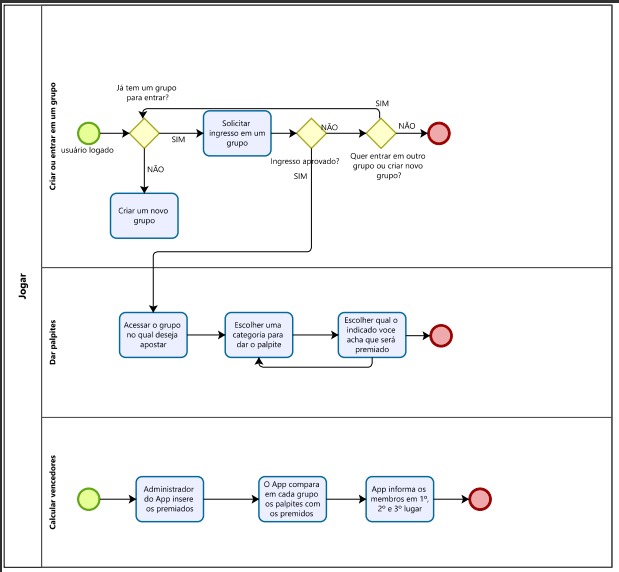 Jogar
Criar ou entrar em um grupo
Já tem um grupo
para entrar?
usuário logado
SIM
NÃO
Criar um novo
grupo
Solicitar
ingresso em um
grupo
NÃO
Ingresso aprovado?
SIM
SIM
NÃO
Quer entrar em outro
grupo ou criar novo
grupo?
Dar palpites
Acessar o grupo
no qual deseja
apostar
Escolher uma
categoria para
dar o palpite
Escolher qual o
indicado voce
acha que será
premiado
Calcular vencedores
Administrador
do App insere
os premiados
O App compara
em cada grupo
os palpites com
os premidos
App informa os
membros em 1º,
2º e 3º lugar